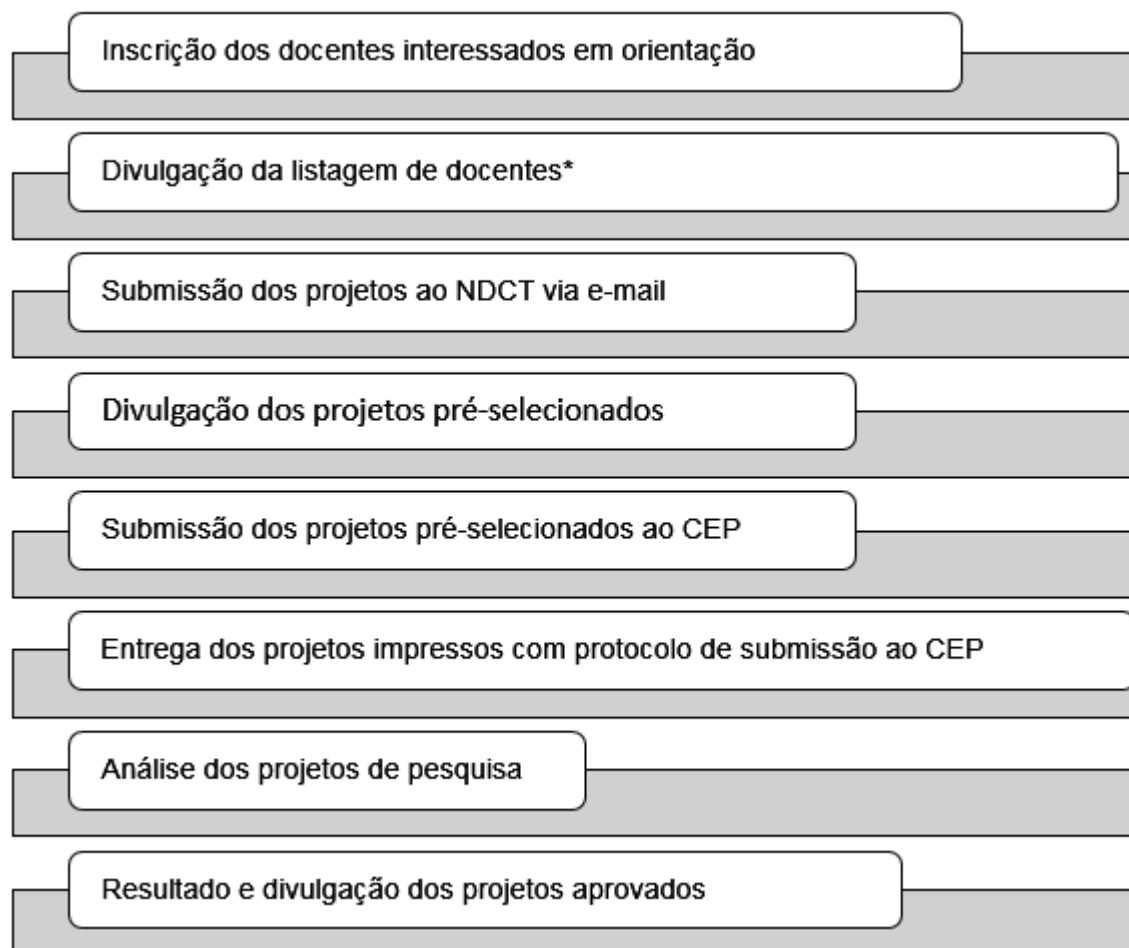 Inscrição dos docentes interessados em orientação
Divulgação da listagem de docentes*
Submissão dos projetos ao NDCT via e-mail
Divulgação dos projetos pré-selecionados
Submissão dos projetos pré-selecionados ao CEP
Entrega dos projetos impressos com protocolo de submissão ao CEP
Análise dos projetos de pesquisa
Resultado e divulgação dos projetos aprovados